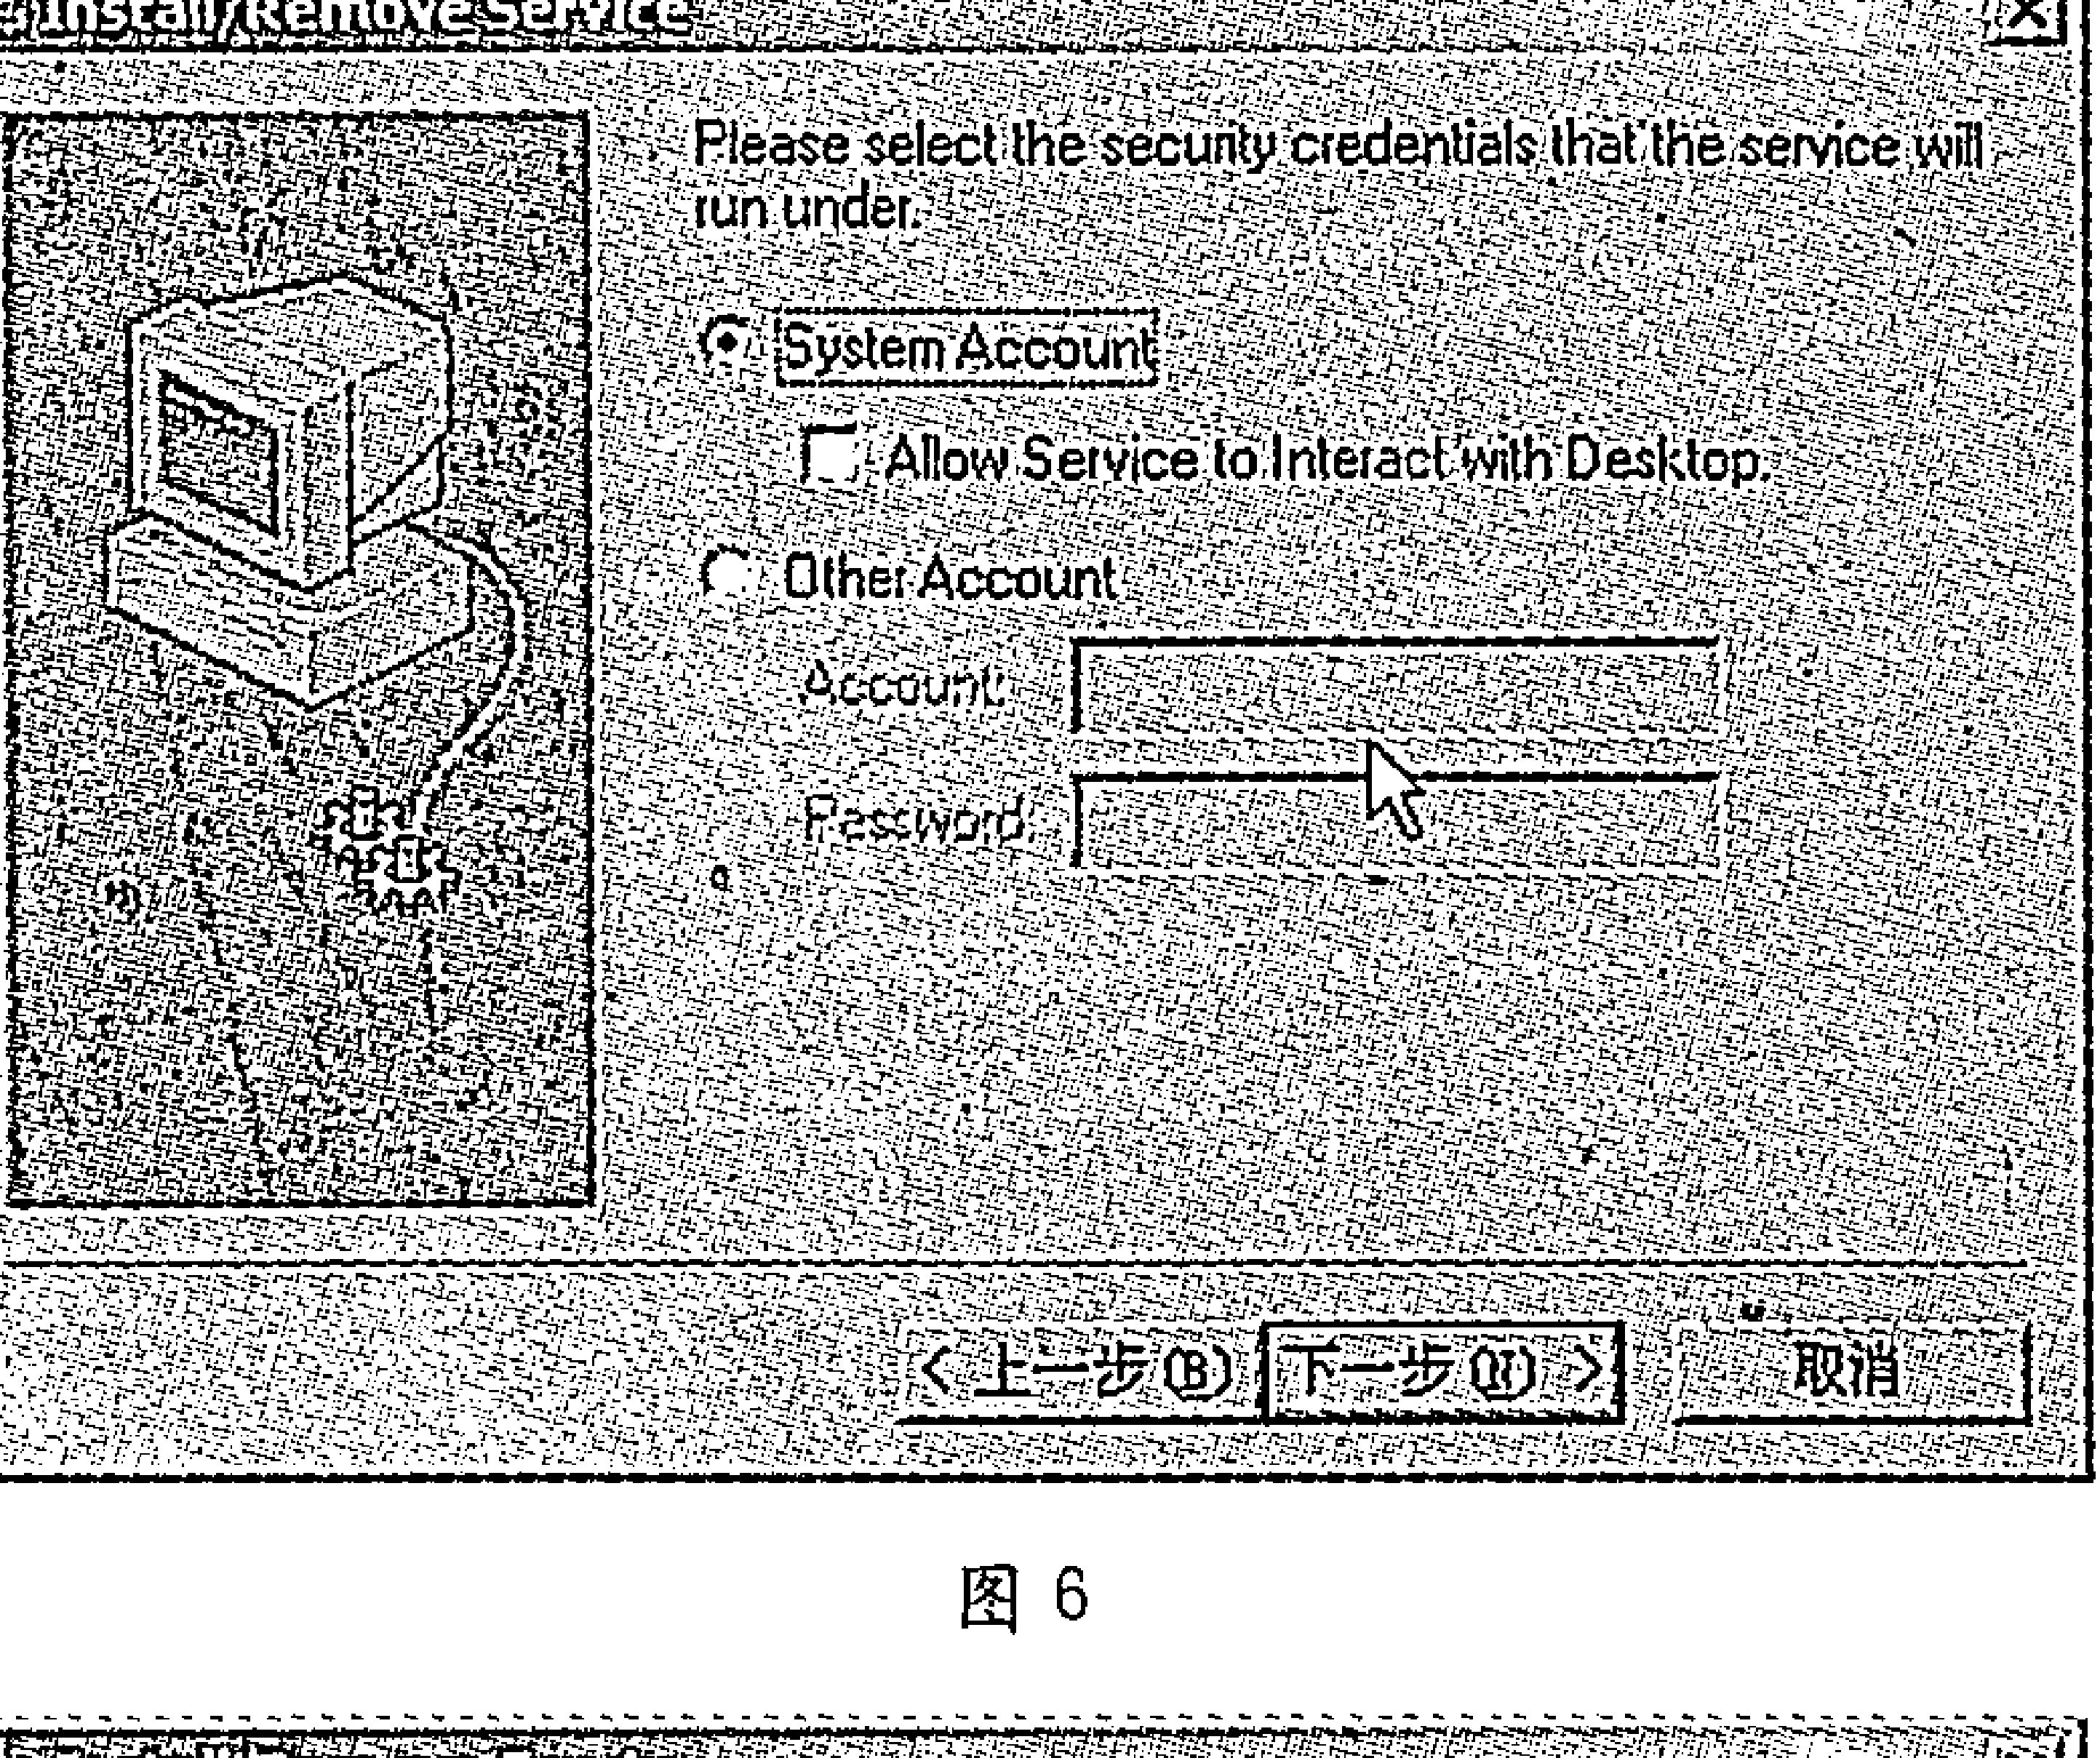 Install/Remove Service
Please select the security credentials that the service will
run under.
System Account
Allow Service to Interact with Desktop.
Other Account
Account:
Password:
< 上一步(B)
下一步(N) >
取消
图 6